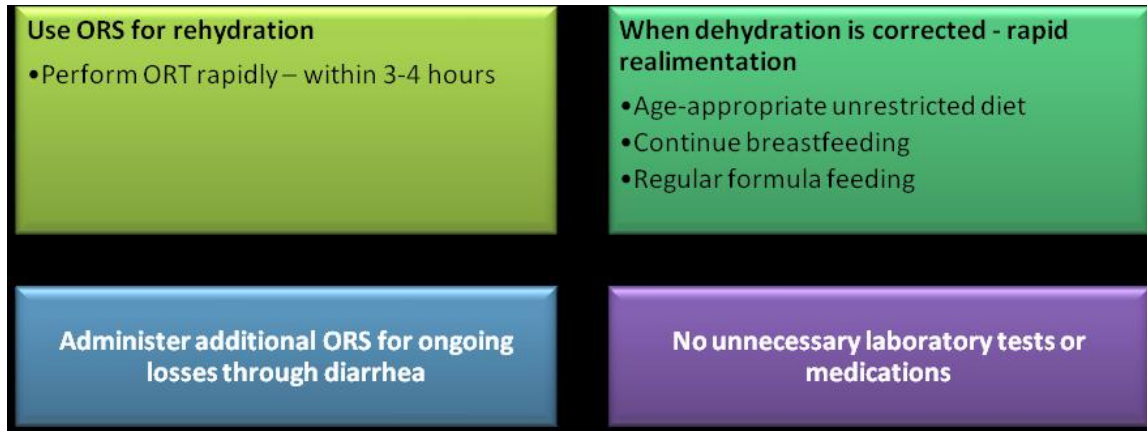 Use ORS for rehydration
•Perform ORT rapidly – within 3-4 hours
When dehydration is corrected - rapid
realimentation
•Age-appropriate unrestricted diet
•Continue breastfeeding
•Regular formula feeding
Administer additional ORS for ongoing
losses through diarrhea
No unnecessary laboratory tests or
medications